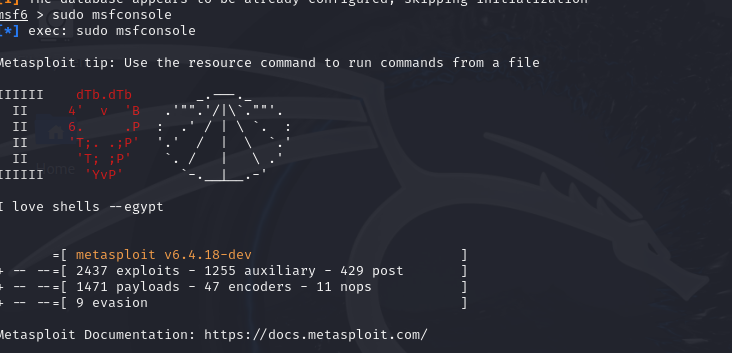 [i] The database appears to be already configured, skipping initialization
msf6 > sudo msfconsole
[*] exec: sudo msfconsole

Metasploit tip: Use the resource command to run commands from a file

IIIIII    dTb.dTb        _.---._
  II     4'  v  'B   .'"".'/|\`.""'.
  II     6.     .P  :  .' / | \ `.  :
  II     'T;. .;P'  '.'  /  |  \  `.'
  II      'T; ;P'    `. /   |   \ .'
IIIIII     'YvP'       `-.__|__.-'

I love shells --egypt


       =[ metasploit v6.4.18-dev                          ]
+ -- --=[ 2437 exploits - 1255 auxiliary - 429 post       ]
+ -- --=[ 1471 payloads - 47 encoders - 11 nops           ]
+ -- --=[ 9 evasion                                       ]

Metasploit Documentation: https://docs.metasploit.com/
Home